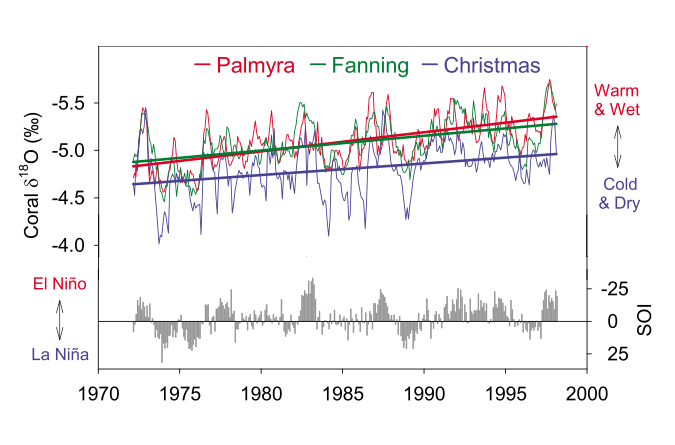 Palmyra Fanning Christmas
Coral δ¹⁸O (‰)
-5.5
-5.0
-4.5
-4.0
Warm
& Wet
Cold
& Dry
El Niño
La Niña
-25
0
25
SOI
1970 1975 1980 1985 1990 1995 2000